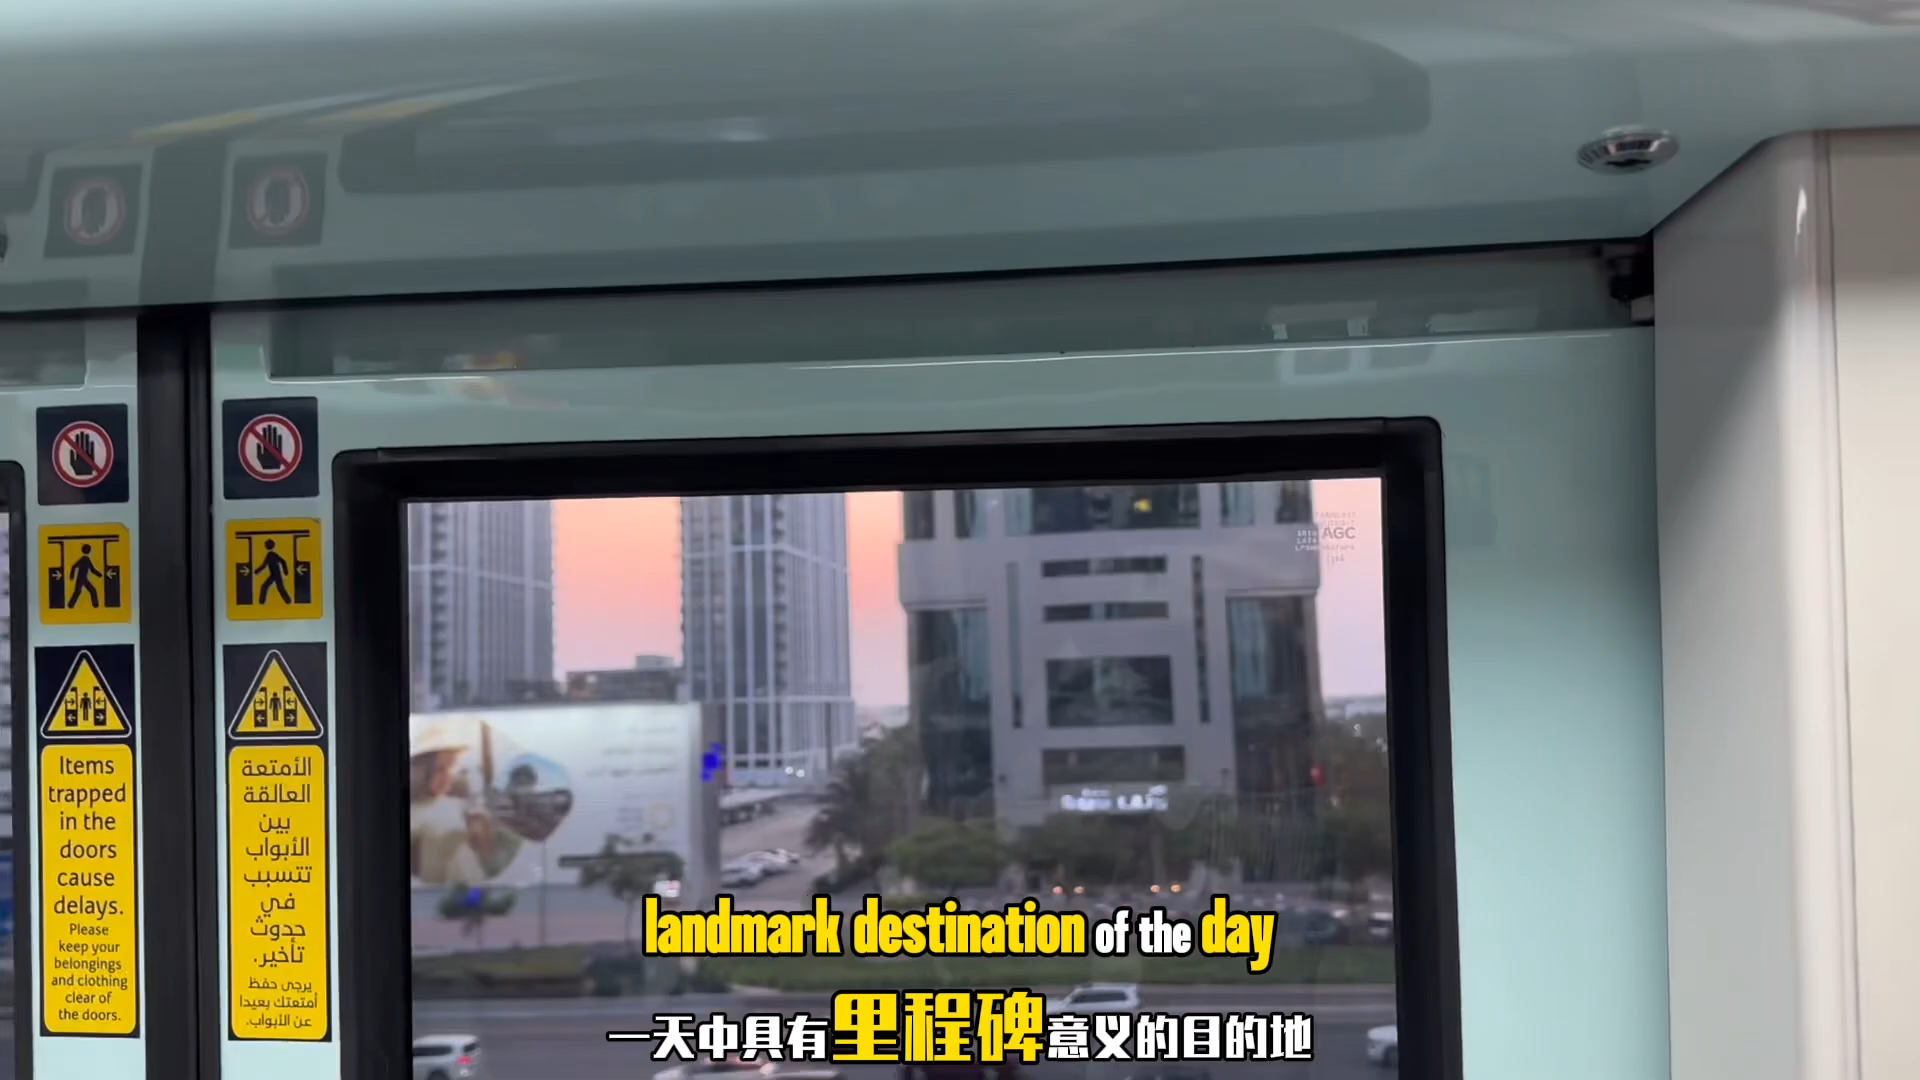 AGC
Items
trapped
in the
doors
cause
delays.
Please
keep your
belongings
and clothing
clear of
the doors.
الأمتعة
العالقة
بين
الأبواب
تتسبب
في
حدوث
تأخير.
يرجى حفظ
أمتعتك بعيدا
عن الأبواب.
landmark destination of the day
一天中具有里程碑意义的目的地